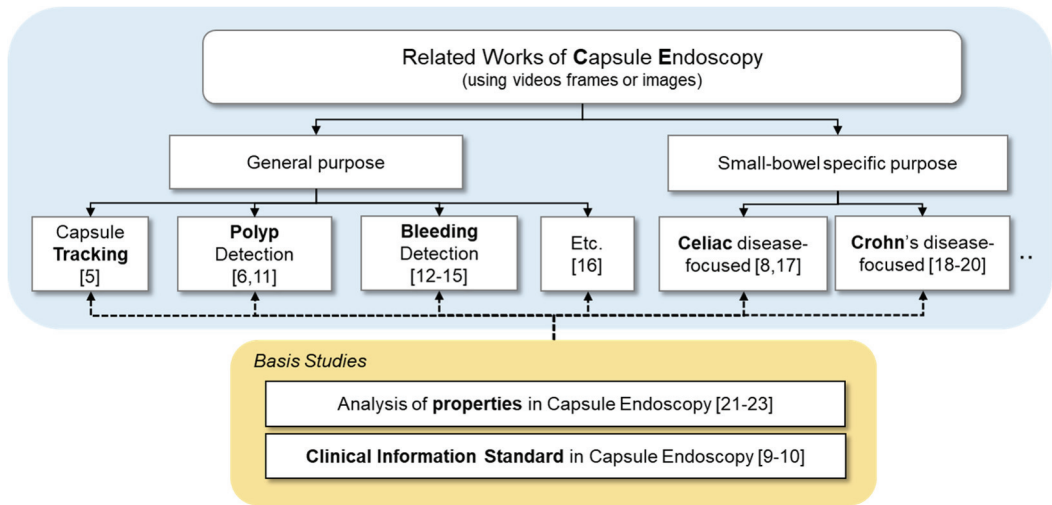 Related Works of Capsule Endoscopy
(using videos frames or images)
General purpose
Small-bowel specific purpose
Capsule
Tracking
[5]
Polyp
Detection
[6,11]
Bleeding
Detection
[12-15]
Etc.
[16]
Celiac disease-
focused [8,17]
Crohn's disease-
focused [18-20]
..
Basis Studies
Analysis of properties in Capsule Endoscopy [21-23]
Clinical Information Standard in Capsule Endoscopy [9-10]